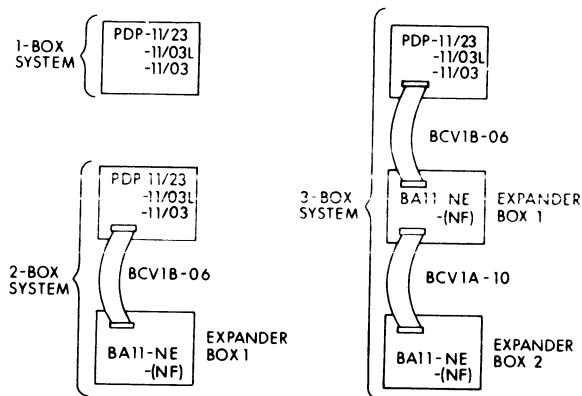 1-BOX
SYSTEM
PDP-11/23
-11/03L
-11/03
2-BOX
SYSTEM
PDP-11/23
-11/03L
-11/03
BCV1B-06
EXPANDER
BOX 1
BA11-NE
-(NF)
3-BOX
SYSTEM
PDP-11/23
-11/03L
-11/03
BCV1B-06
BA11-NE
-(NF)
EXPANDER
BOX 1
BCV1A-10
BA11-NE
-(NF)
EXPANDER
BOX 2